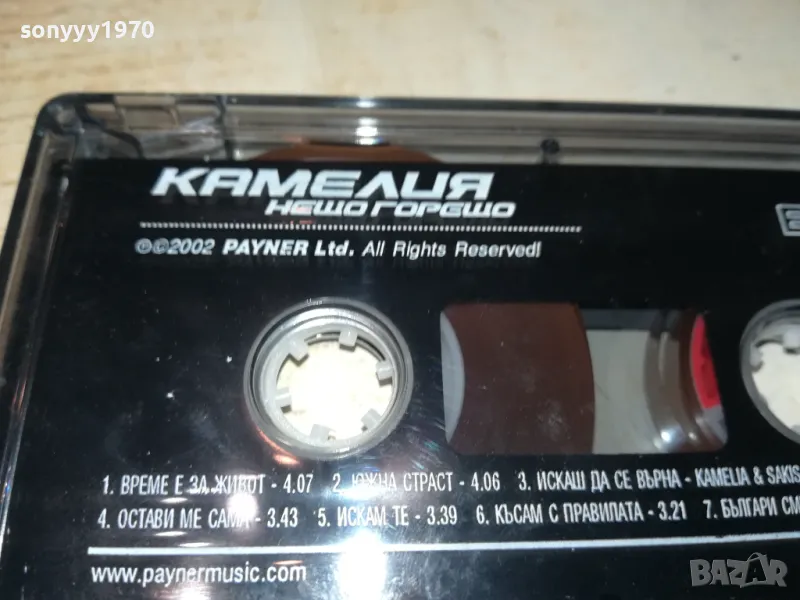 sonyyy1970
КАМЕЛИЯ
НЕЩО ГОРЕЩО
℗©2002 PAYNER Ltd. All Rights Reserved!
1. ВРЕМЕ Е ЗА ЖИВОТ - 4.07 2. ЮЖНА СТРАСТ - 4.06 3. ИСКАШ ДА СЕ ВЪРНА - KAMELIA & SAKIS
4. ОСТАВИ МЕ САМА - 3.43 5. ИСКАМ ТЕ - 3.39 6. КЪСАМ С ПРАВИЛАТА - 3.21 7. БЪЛГАРИ СМ
www.paynermusic.com
BAZAR